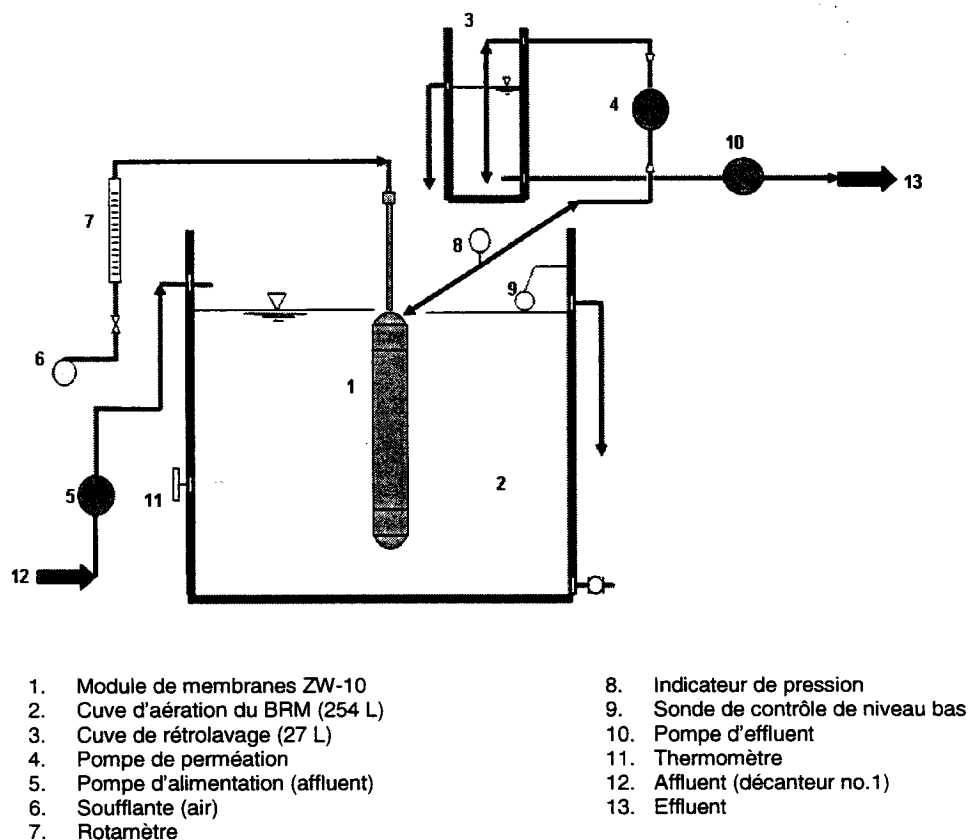 3
4
10
13
7
8
9
6
1
2
5
11
12
1. Module de membranes ZW-10
2. Cuve d'aération du BRM (254 L)
3. Cuve de rétrolavage (27 L)
4. Pompe de perméation
5. Pompe d'alimentation (affluent)
6. Soufflante (air)
7. Rotamètre
8. Indicateur de pression
9. Sonde de contrôle de niveau bas
10. Pompe d'effluent
11. Thermomètre
12. Affluent (décanteur no.1)
13. Effluent